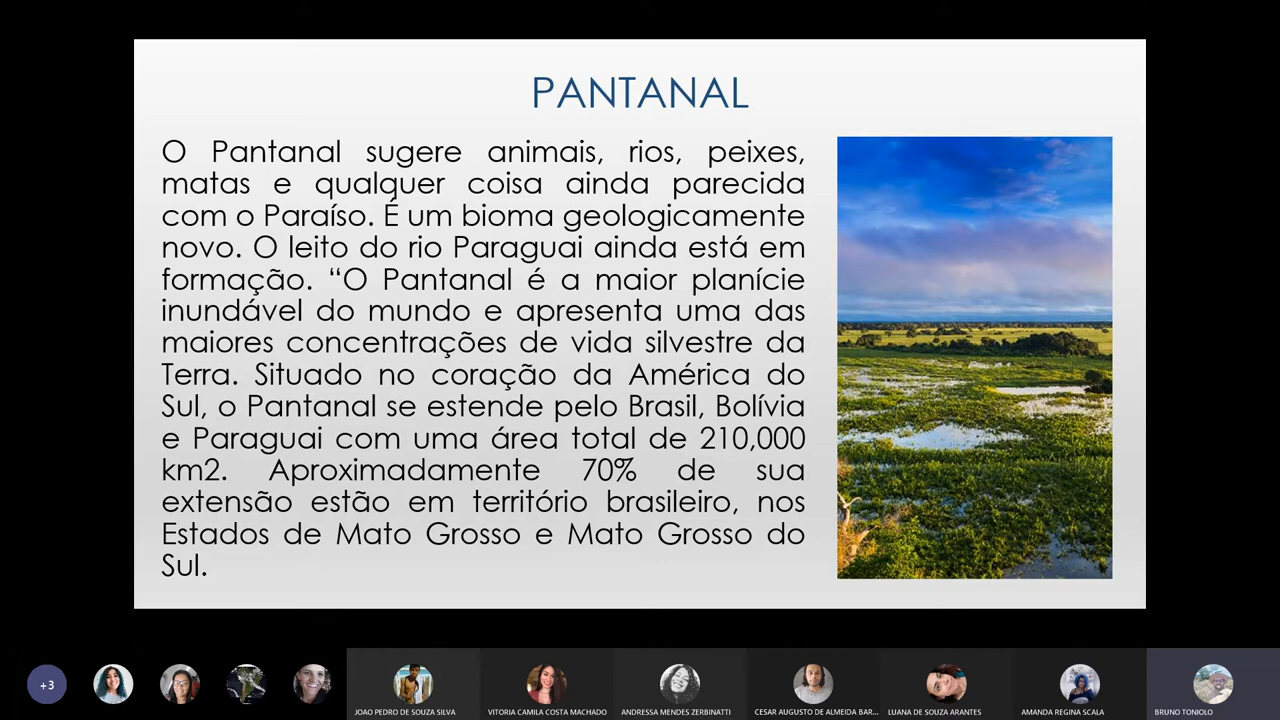 PANTANAL
O Pantanal sugere animais, rios, peixes,
matas e qualquer coisa ainda parecida
com o Paraíso. É um bioma geologicamente
novo. O leito do rio Paraguai ainda está em
formação. “O Pantanal é a maior planície
inundável do mundo e apresenta uma das
maiores concentrações de vida silvestre da
Terra. Situado no coração da América do
Sul, o Pantanal se estende pelo Brasil, Bolívia
e Paraguai com uma área total de 210,000
km2. Aproximadamente 70% de sua
extensão estão em território brasileiro, nos
Estados de Mato Grosso e Mato Grosso do
Sul.
+3
JOAO PEDRO DE SOUZA SILVA
VITORIA CAMILA COSTA MACHADO
ANDRESSA MENDES ZERBINATTI
CESAR AUGUSTO DE ALMEIDA BAR...
LUANA DE SOUZA ARANTES
AMANDA REGINA SCALA
BRUNO TONIOLO